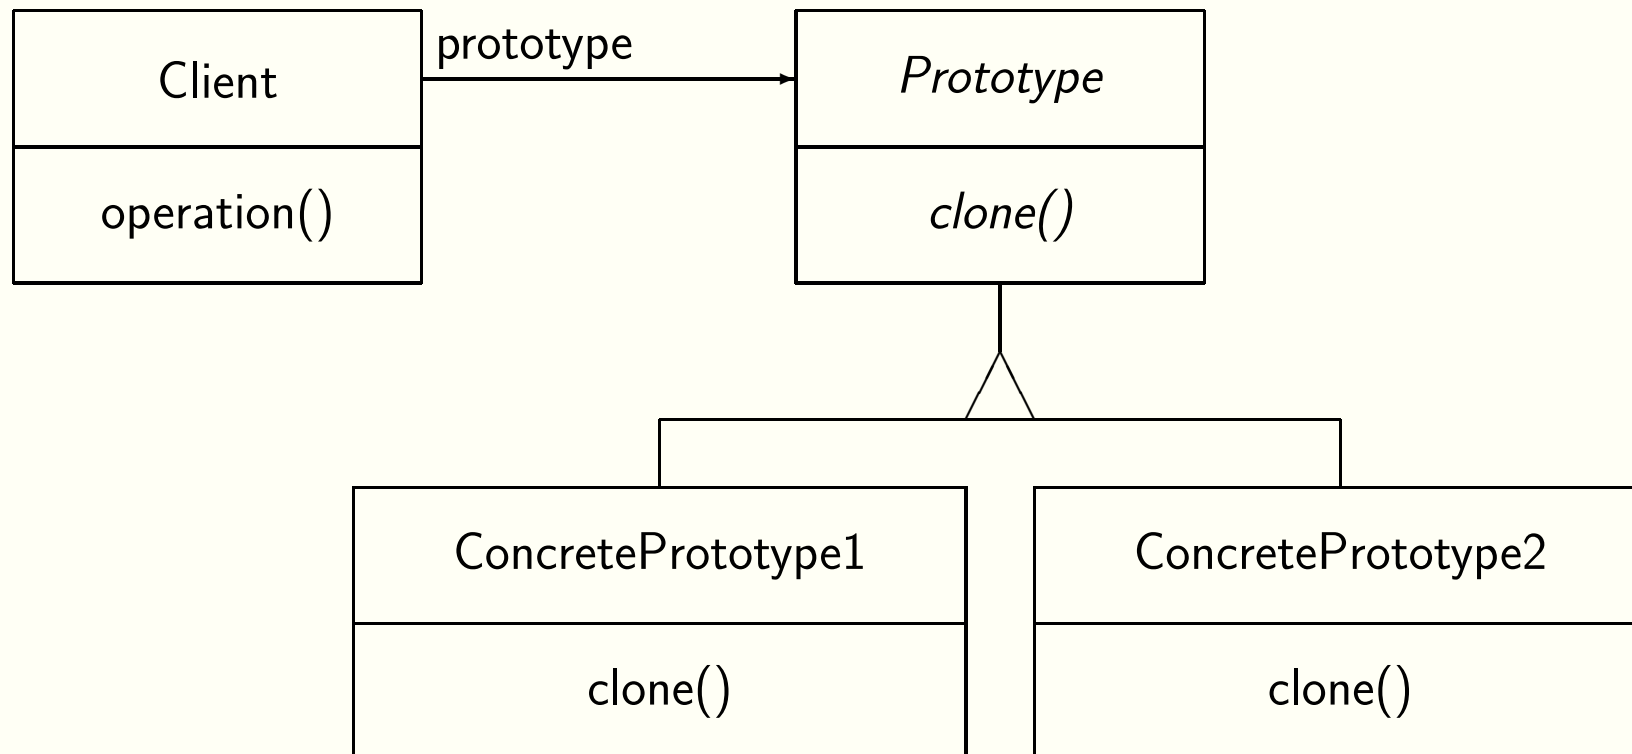 Client
prototype
Prototype
operation()
clone()
ConcretePrototype1
ConcretePrototype2
clone()
clone()